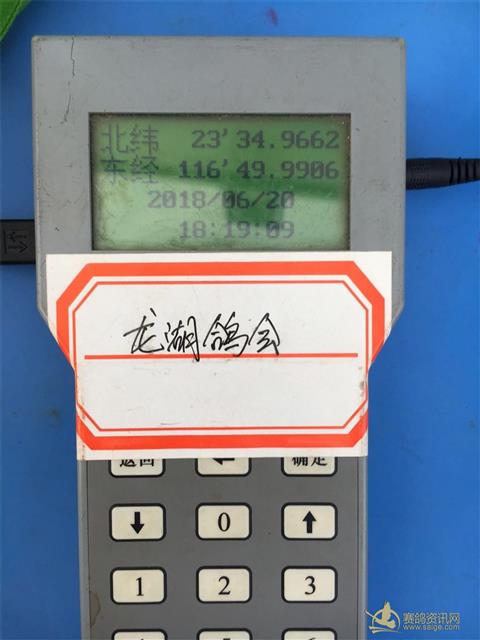 北纬 23'34.9662
东经 116'49.9906
2018/06/20
18:19:09
龙湖鸽会
返回 ← 确定
↓ 0 ↑
1 2 3
赛鸽资讯网
www.saige.com